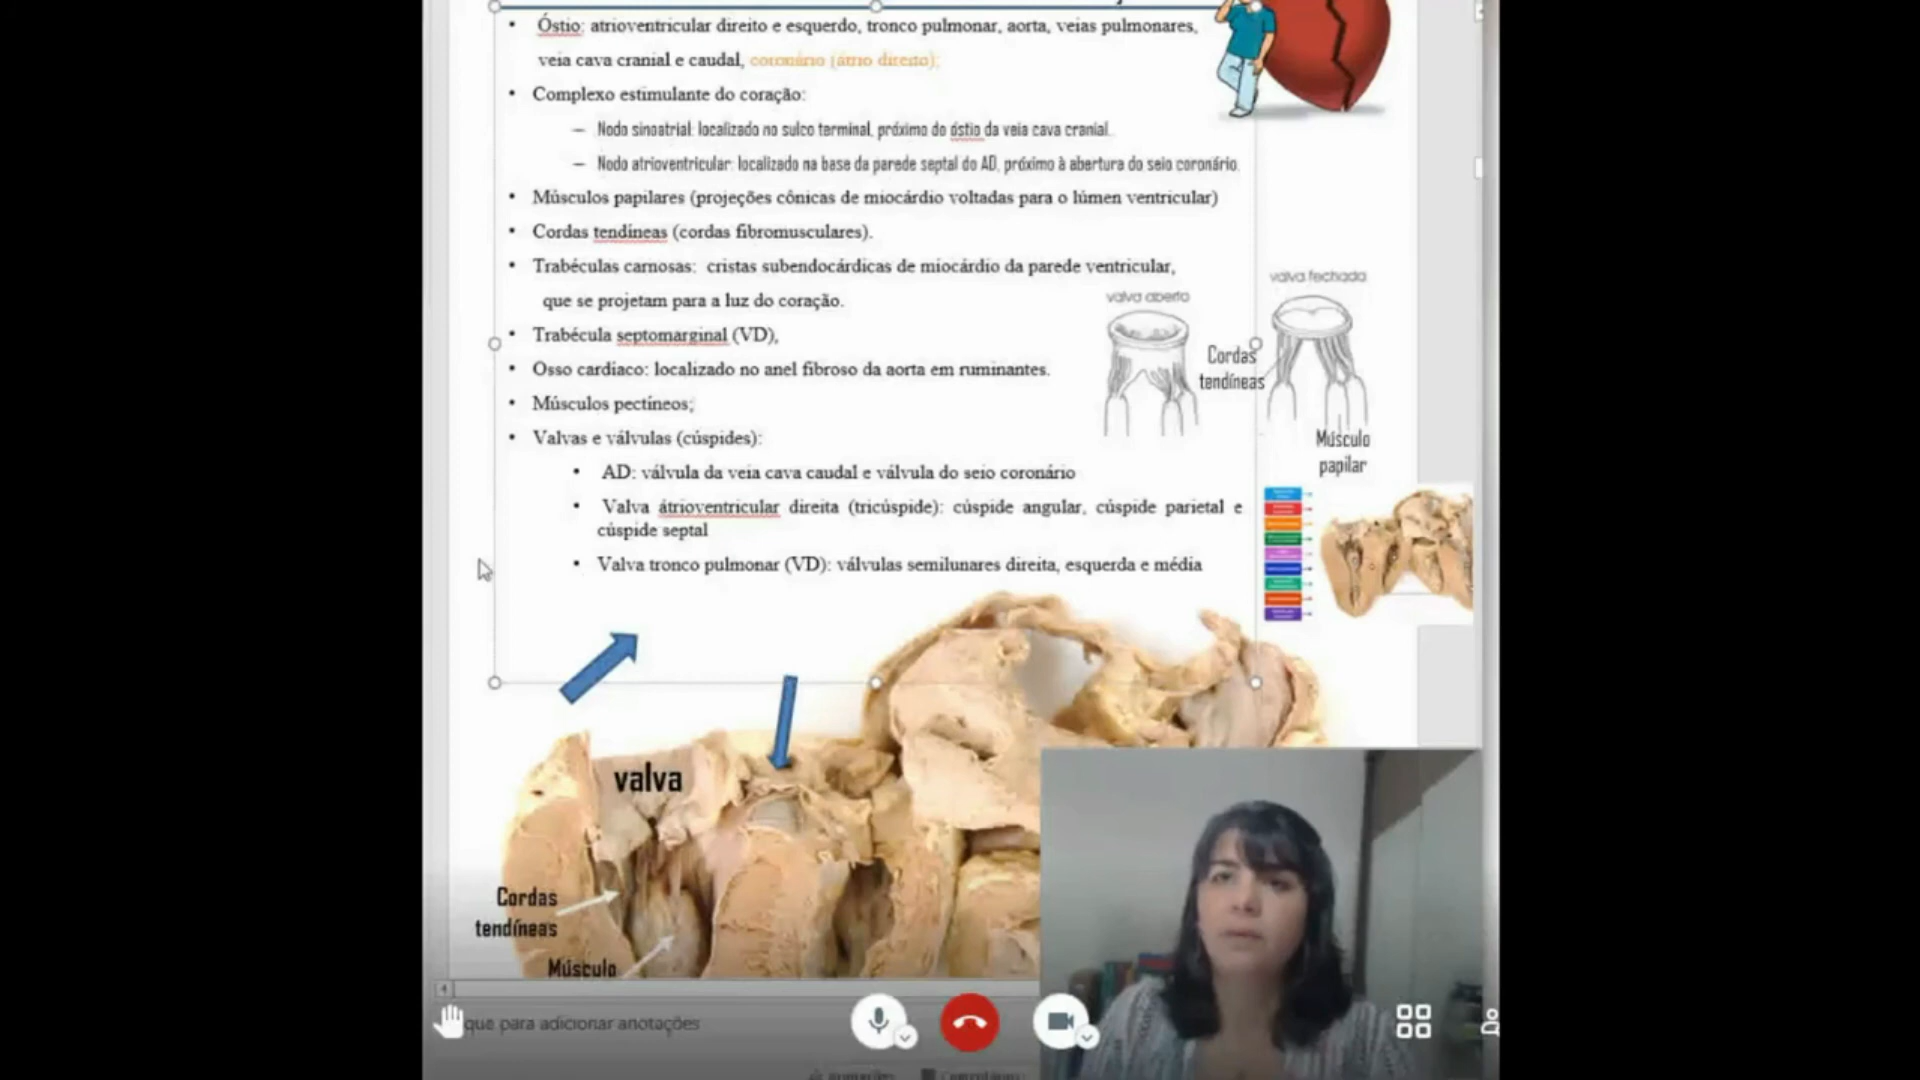 • Óstio: atrioventricular direito e esquerdo, tronco pulmonar, aorta, veias pulmonares,
veia cava cranial e caudal, coronário (átrio direito);
• Complexo estimulante do coração:
– Nodo sinoatrial: localizado no sulco terminal, próximo do óstio da veia cava cranial.
– Nodo atrioventricular: localizado na base da parede septal do AD, próximo à abertura do seio coronário.
• Músculos papilares (projeções cônicas de miocárdio voltadas para o lúmen ventricular)
• Cordas tendíneas (cordas fibromusculares).
• Trabéculas carnosas: cristas subendocárdicas de miocárdio da parede ventricular,
que se projetam para a luz do coração.
• Trabécula septomarginal (VD),
• Osso cardíaco: localizado no anel fibroso da aorta em ruminantes.
• Músculos pectíneos;
• Valvas e válvulas (cúspides):
• AD: válvula da veia cava caudal e válvula do seio coronário
• Valva átrioventricular direita (tricúspide): cúspide angular, cúspide parietal e
cúspide septal
• Valva tronco pulmonar (VD): válvulas semilunares direita, esquerda e média
valva aberto
valva fechada
Cordas
tendíneas
Músculo
papilar
valva
Cordas
tendíneas
Músculo
que para adicionar anotações